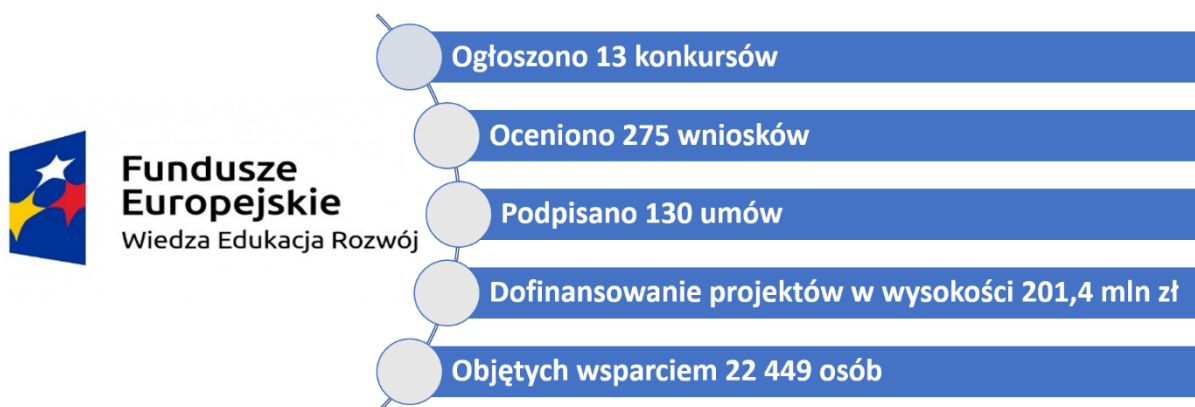 Fundusze
Europejskie
Wiedza Edukacja Rozwój
Ogłoszono 13 konkursów
Oceniono 275 wniosków
Podpisano 130 umów
Dofinansowanie projektów w wysokości 201,4 mln zł
Objętych wsparciem 22 449 osób